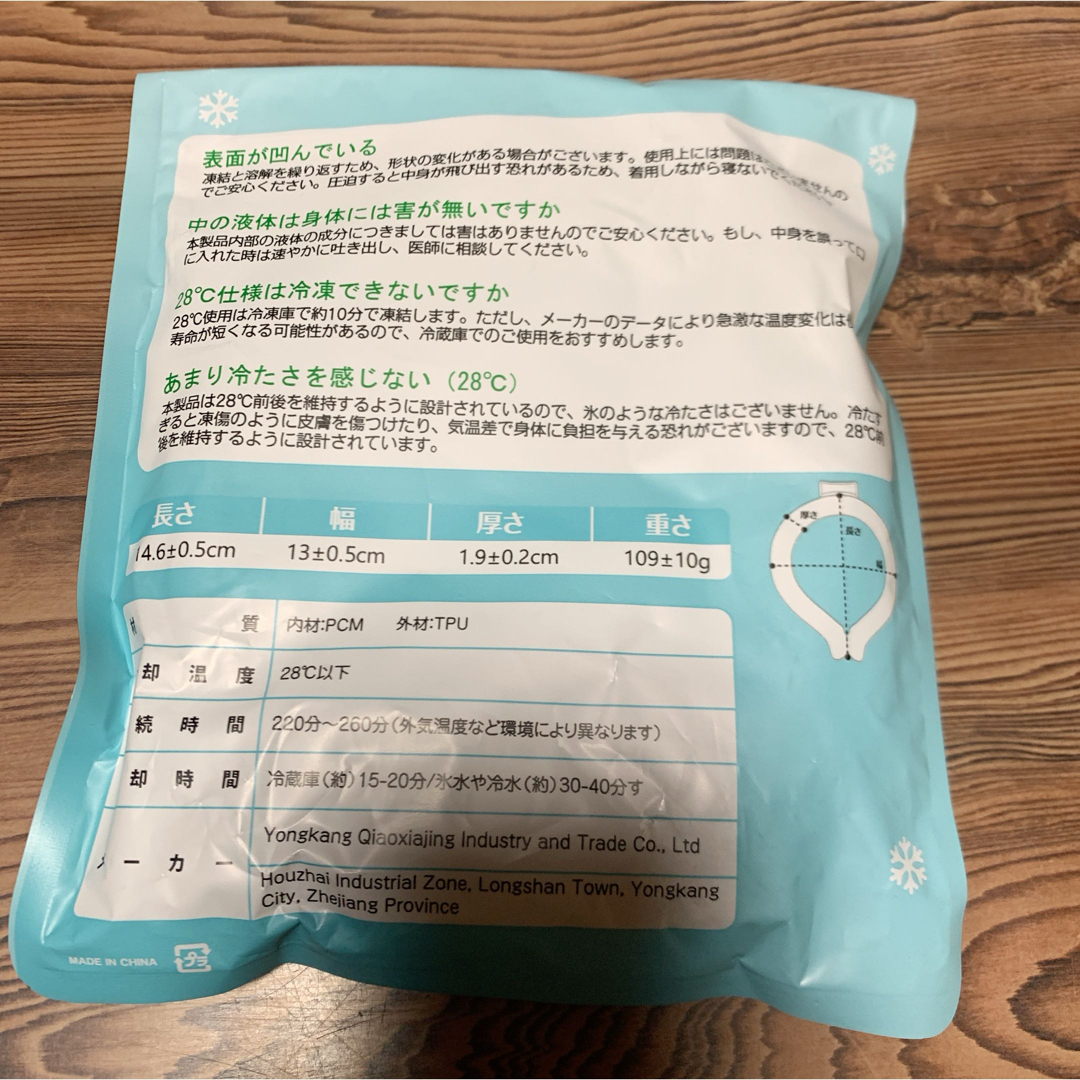 表面が凹んでいる
凍結と溶解を繰り返すため、形状の変化がある場合がございます。使用上には問題は
でご安心ください。圧迫すると中身が飛び出す恐れがあるため、着用しながら寝ないで
中の液体は身体には害が無いですか
本製品内部の液体の成分につきましては害はありませんのでご安心ください。もし、中身を誤って口
に入れた時は速やかに吐き出し、医師に相談してください。
28℃仕様は冷凍できないですか
28℃使用は冷凍庫で約10分で凍結します。ただし、メーカーのデータにより急激な温度変化は
寿命が短くなる可能性があるので、冷蔵庫でのご使用をおすすめします。
あまり冷たさを感じない(28℃)
本製品は28℃前後を維持するように設計されているので、氷のような冷たさはございません。冷たす
ぎると凍傷のように皮膚を傷つけたり、気温差で身体に負担を与える恐れがございますので、28℃前
後を維持するように設計されています。
長さ 幅 厚さ 重さ
14.6±0.5cm 13±0.5cm 1.9±0.2cm 109±10g
厚さ
長さ
幅
質 内材:PCM 外材:TPU
却温度 28℃以下
続時間 220分〜260分(外気温度など環境により異なります)
却時間 冷蔵庫(約)15-20分/氷水や冷水(約)30-40分す
メーカー Yongkang Qiaoxiajing Industry and Trade Co., Ltd
Houzhai Industrial Zone, Longshan Town, Yongkang
City, Zhejiang Province
MADE IN CHINA プラ